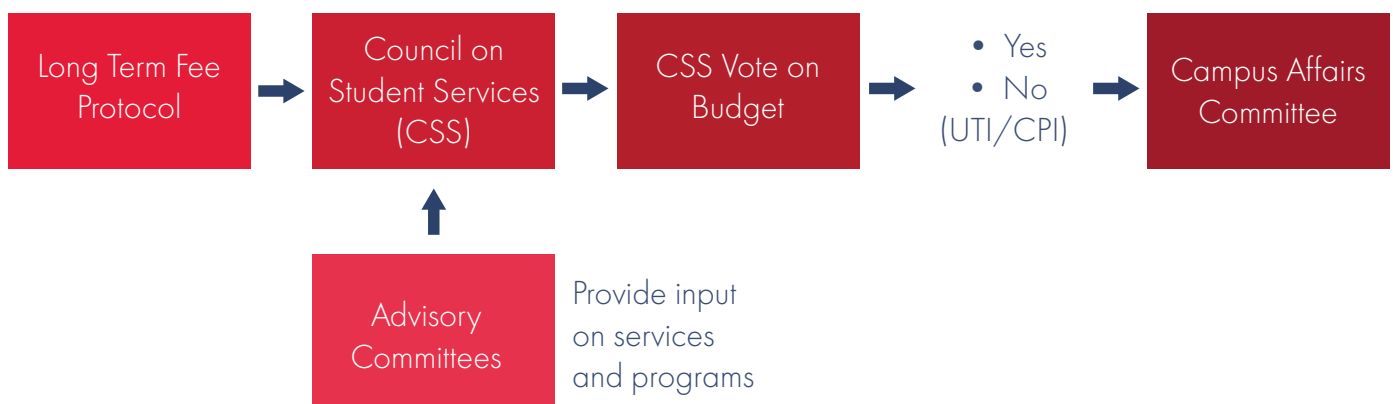 Long Term Fee
Protocol
Council on
Student Services
(CSS)
CSS Vote on
Budget
• Yes
• No
(UTI/CPI)
Campus Affairs
Committee
Advisory
Committees
Provide input
on services
and programs